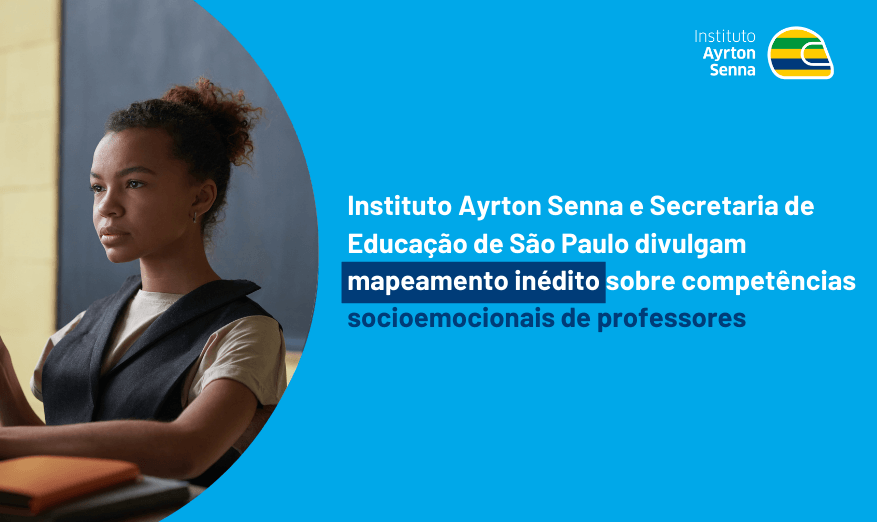 Instituto
Ayrton
Senna
Instituto Ayrton Senna e Secretaria de
Educação de São Paulo divulgam
mapeamento inédito sobre competências
socioemocionais de professores